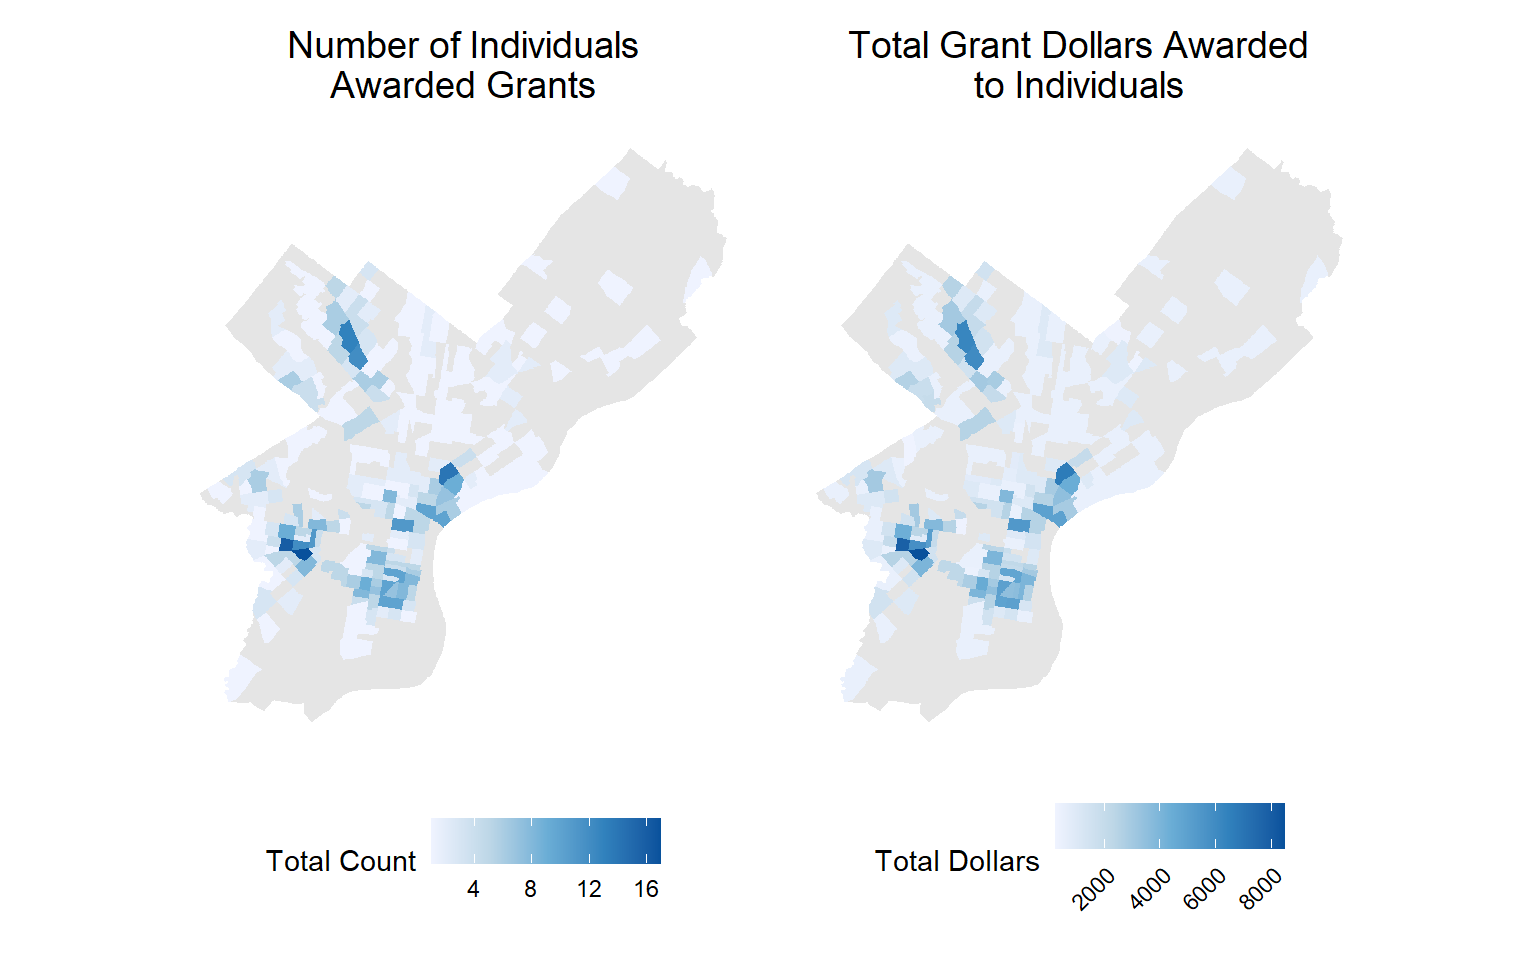 Number of Individuals
Awarded Grants
Total Grant Dollars Awarded
to Individuals
Total Count
4 8 12 16
Total Dollars
2000 4000 6000 8000